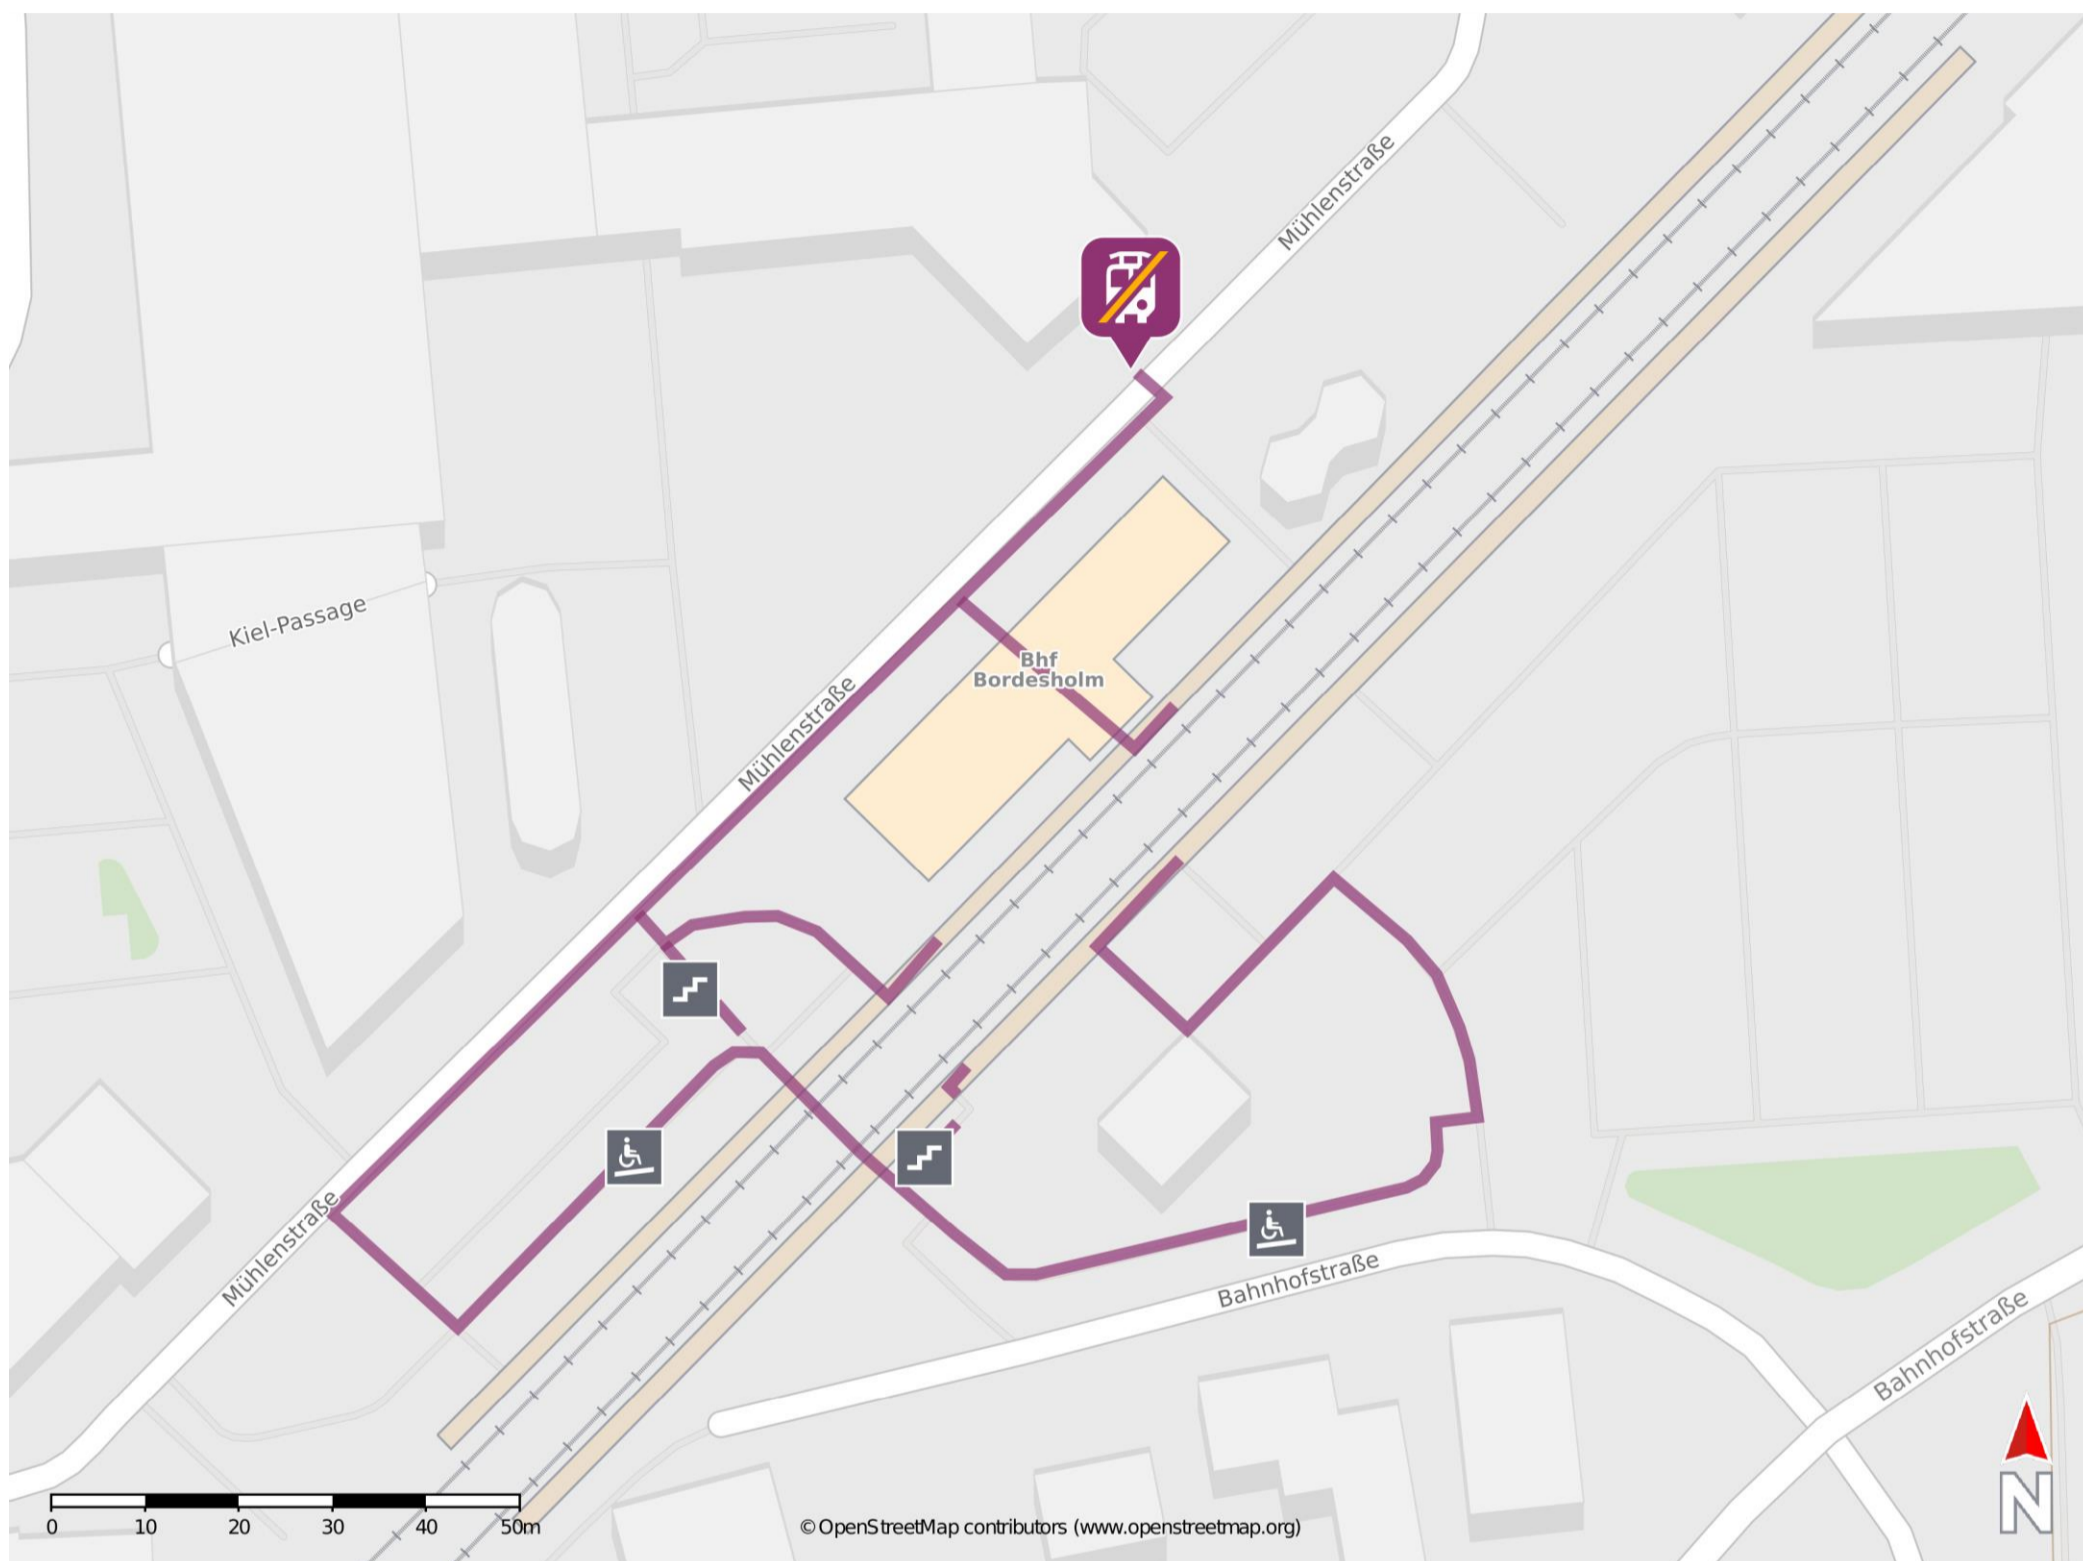 Mühlenstraße
Kiel-Passage
Bhf
Bordesholm
Mühlenstraße
Mühlenstraße
Bahnhofstraße
Bahnhofstraße
N
0 10 20 30 40 50m
© OpenStreetMap contributors (www.openstreetmap.org)